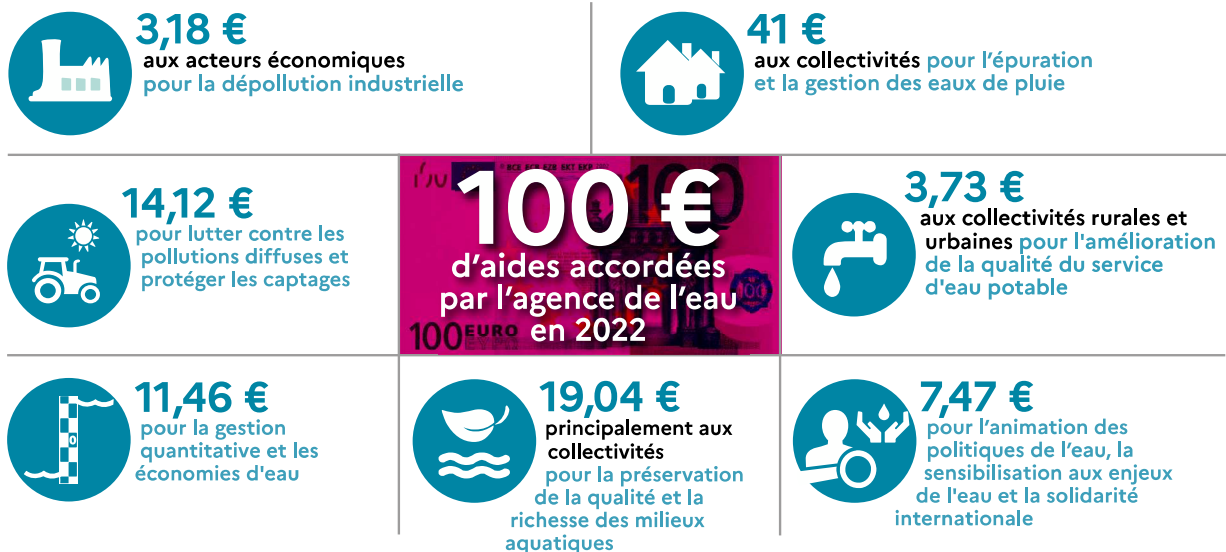 3,18 €
aux acteurs économiques
pour la dépollution industrielle
41 €
aux collectivités pour l'épuration
et la gestion des eaux de pluie
14,12 €
pour lutter contre les
pollutions diffuses et
protéger les captages
100 €
d'aides accordées
par l'agence de l'eau
en 2022
100 EURO
100
100
3,73 €
aux collectivités rurales et
urbaines pour l'amélioration
de la qualité du service
d'eau potable
11,46 €
pour la gestion
quantitative et les
économies d'eau
19,04 €
principalement aux
collectivités
pour la préservation
de la qualité et la
richesse des milieux
aquatiques
7,47 €
pour l'animation des
politiques de l'eau, la
sensibilisation aux enjeux
de l'eau et la solidarité
internationale